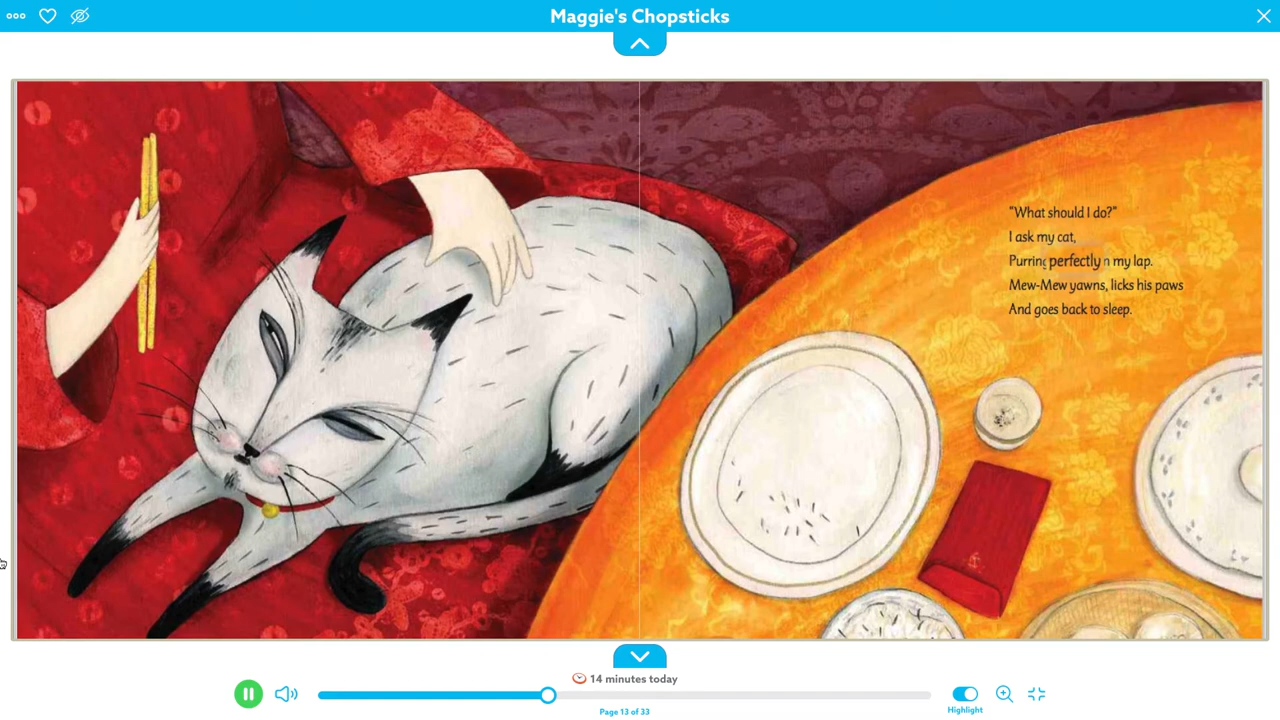 Maggie's Chopsticks
"What should I do?"
I ask my cat,
Purring perfectly n my lap.
Mew-Mew yawns, licks his paws
And goes back to sleep.
14 minutes today
Page 13 of 33
Highlight